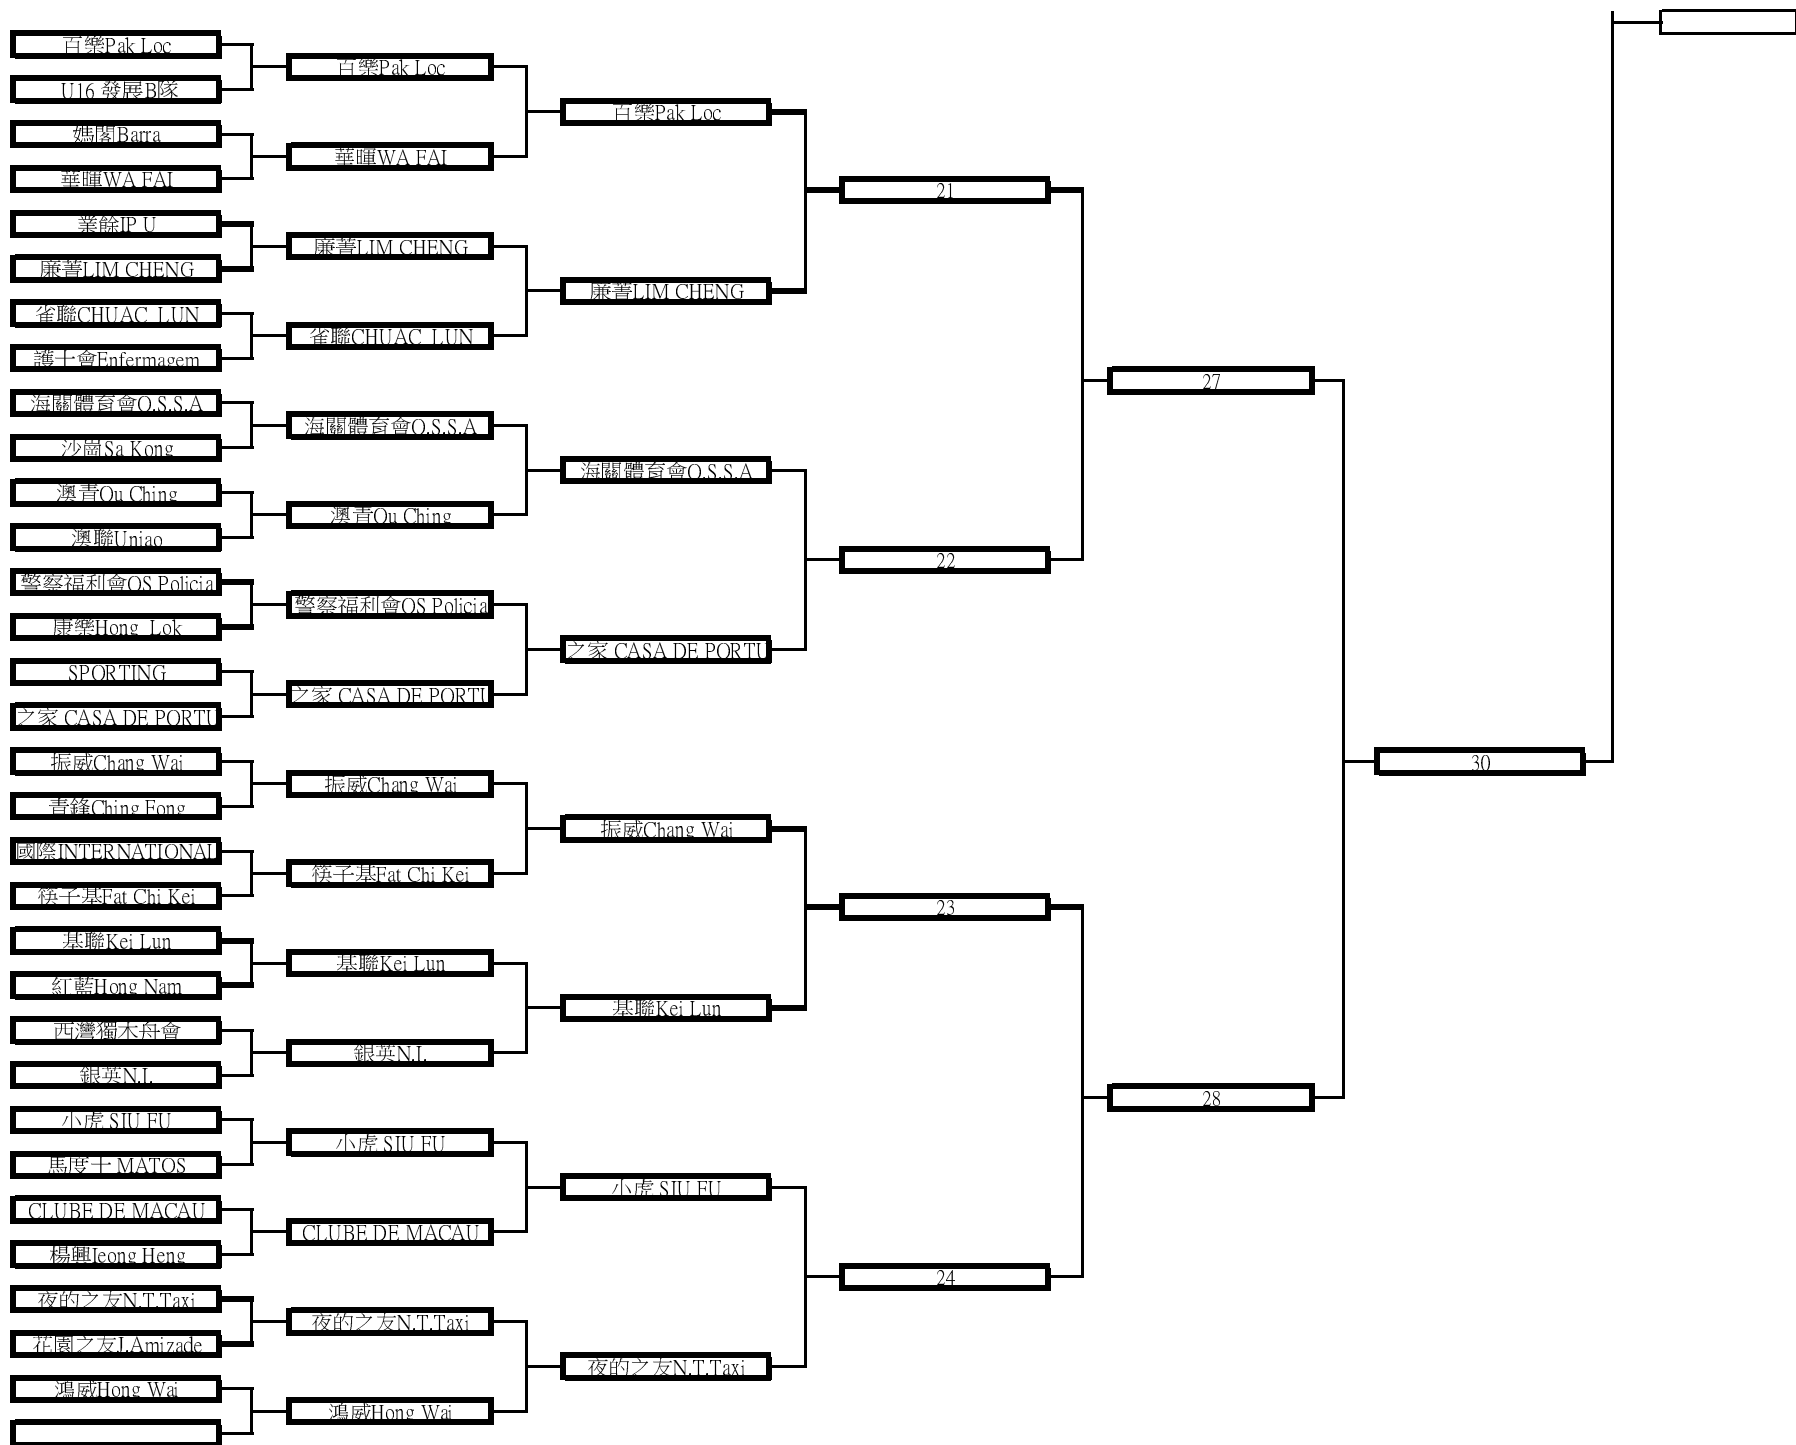 百樂Pak Loc
U16 發展B隊
媽閣Barra
華暉WA FAI
業餘IP U
廉菁LIM CHENG
雀聯CHUAC LUN
護士會Enfermagem
海關體育會O.S.S.A
沙崗Sa Kong
澳青Ou Ching
澳聯Uniao
警察福利會OS Policia
康樂Hong Lok
SPORTING
之家 CASA DE PORTU
振威Chang Wai
青鋒Ching Fong
國際INTERNATIONAL
筷子基Fat Chi Kei
基聯Kei Lun
紅藍Hong Nam
西灣獨木舟會
銀英N.I.
小虎 SIU FU
馬度士 MATOS
CLUBE DE MACAU
楊興Ieong Heng
夜的之友N.T.Taxi
花園之友J.Amizade
鴻威Hong Wai
百樂Pak Loc
華暉WA FAI
廉菁LIM CHENG
雀聯CHUAC LUN
海關體育會O.S.S.A
澳青Ou Ching
警察福利會OS Policia
之家 CASA DE PORTU
振威Chang Wai
筷子基Fat Chi Kei
基聯Kei Lun
銀英N.I.
小虎 SIU FU
CLUBE DE MACAU
夜的之友N.T.Taxi
鴻威Hong Wai
百樂Pak Loc
廉菁LIM CHENG
海關體育會O.S.S.A
之家 CASA DE PORTU
振威Chang Wai
基聯Kei Lun
小虎 SIU FU
夜的之友N.T.Taxi
21
22
23
24
27
28
30